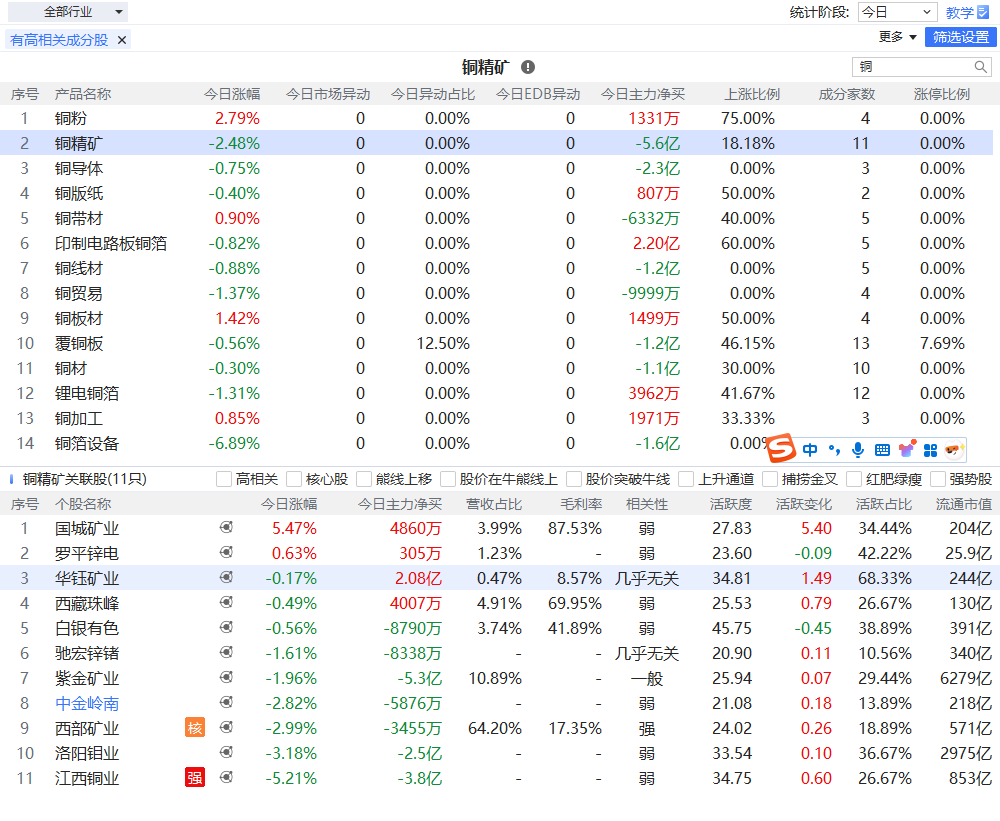 全部行业 统计阶段: 今日 教学
有高相关成分股 × 更多 筛选设置
铜精矿 铜
序号 产品名称 今日涨幅 今日市场异动 今日异动占比 今日EDB异动 今日主力净买 上涨比例 成分家数 涨停比例
1 铜粉 2.79% 0 0.00% 0 1331万 75.00% 4 0.00%
2 铜精矿 -2.48% 0 0.00% 0 -5.6亿 18.18% 11 0.00%
3 铜导体 -0.75% 0 0.00% 0 -2.3亿 0.00% 3 0.00%
4 铜版纸 -0.40% 0 0.00% 0 807万 50.00% 2 0.00%
5 铜带材 0.90% 0 0.00% 0 -6332万 40.00% 5 0.00%
6 印制电路板铜箔 -0.82% 0 0.00% 0 2.20亿 60.00% 5 0.00%
7 铜线材 -0.88% 0 0.00% 0 -1.2亿 0.00% 5 0.00%
8 铜贸易 -1.37% 0 0.00% 0 -9999万 0.00% 4 0.00%
9 铜板材 1.42% 0 0.00% 0 1499万 50.00% 4 0.00%
10 覆铜板 -0.56% 0 12.50% 0 -1.2亿 46.15% 13 7.69%
11 铜材 -0.30% 0 0.00% 0 -1.1亿 30.00% 10 0.00%
12 锂电铜箔 -1.31% 0 0.00% 0 3962万 41.67% 12 0.00%
13 铜加工 0.85% 0 0.00% 0 1971万 33.33% 3 0.00%
14 铜箔设备 -6.89% 0 0.00% 0 -1.6亿 0.00% 中
铜精矿关联股(11只) 高相关 核心股 熊线上移 股价在牛熊线上 股价突破牛线 上升通道 捕捞金叉 红肥绿瘦 强势股
序号 个股名称 今日涨幅 今日主力净买 营收占比 毛利率 相关性 活跃度 活跃变化 活跃占比 流通市值
1 国城矿业 5.47% 4860万 3.99% 87.53% 弱 27.83 5.40 34.44% 204亿
2 罗平锌电 0.63% 305万 1.23% - 弱 23.60 -0.09 42.22% 25.9亿
3 华钰矿业 -0.17% 2.08亿 0.47% 8.57% 几乎无关 34.81 1.49 68.33% 244亿
4 西藏珠峰 -0.49% 4007万 4.91% 69.95% 弱 25.53 0.79 26.67% 130亿
5 白银有色 -0.56% -8790万 3.74% 41.89% 弱 45.75 -0.45 38.89% 391亿
6 驰宏锌锗 -1.61% -8338万 - - 几乎无关 20.90 0.11 10.56% 340亿
7 紫金矿业 -1.96% -5.3亿 10.89% - 一般 25.94 0.07 29.44% 6279亿
8 中金岭南 -2.82% -5876万 - - 弱 21.08 0.18 13.89% 218亿
9 西部矿业 核 -2.99% -3455万 64.20% 17.35% 强 24.02 0.26 18.89% 571亿
10 洛阳钼业 -3.18% -2.5亿 - - 弱 33.54 0.10 36.67% 2975亿
11 江西铜业 强 -5.21% -3.8亿 - - 弱 34.75 0.60 26.67% 853亿